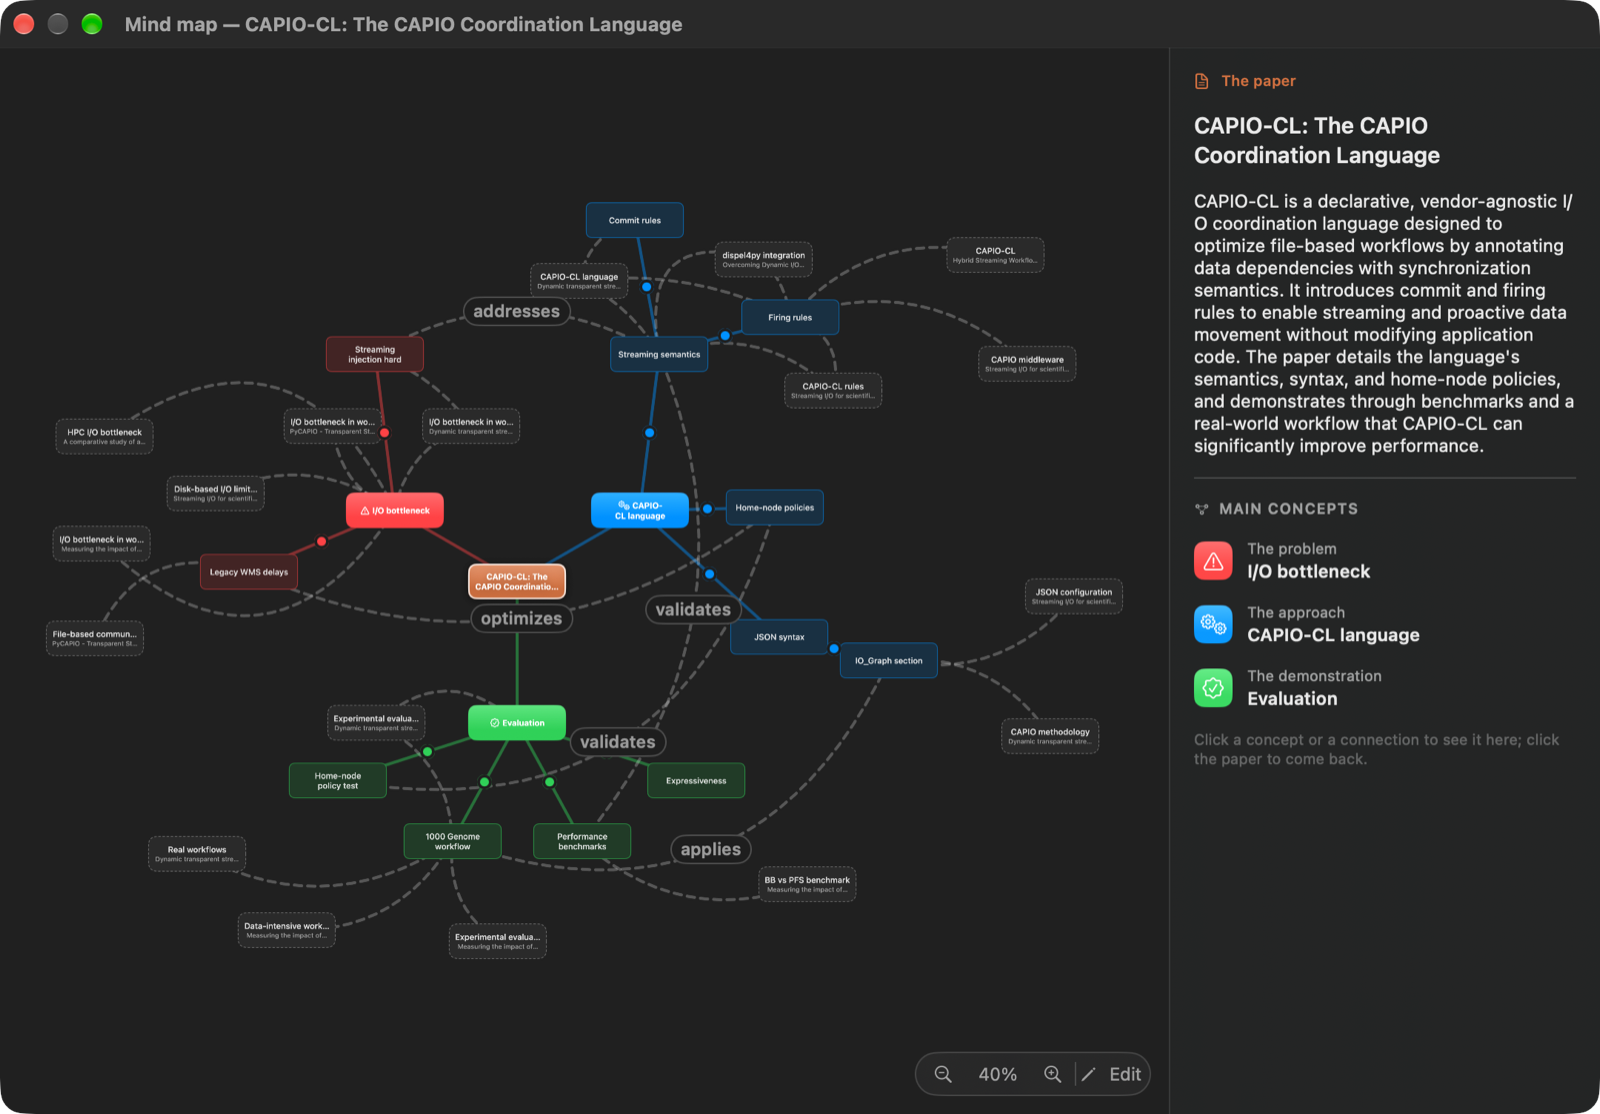 Mind map — CAPIO-CL: The CAPIO Coordination Language
Commit rules
dispel4py integration
Overcoming Dynamic I/O...
CAPIO-CL
Hybrid Streaming Workflo...
CAPIO-CL language
Dynamic transparent stre...
addresses
Firing rules
Streaming
injection hard
Streaming semantics
CAPIO middleware
Streaming I/O for scientifi...
CAPIO-CL rules
Streaming I/O for scientifi...
HPC I/O bottleneck
A comparative study of a...
I/O bottleneck in wo...
PyCAPIO - Transparent St...
I/O bottleneck in wo...
Dynamic transparent stre...
Disk-based I/O limit...
Streaming I/O for scientifi...
I/O bottleneck
CAPIO-
CL language
Home-node policies
I/O bottleneck in wo...
Measuring the impact of...
Legacy WMS delays
CAPIO-CL: The
CAPIO Coordinatio...
JSON configuration
Streaming I/O for scientifi...
optimizes
validates
File-based commun...
PyCAPIO - Transparent St...
JSON syntax
IO_Graph section
Experimental evalua...
Dynamic transparent stre...
Evaluation
validates
CAPIO methodology
Dynamic transparent stre...
Home-node
policy test
Expressiveness
1000 Genome
workflow
Performance
benchmarks
applies
Real workflows
Dynamic transparent stre...
BB vs PFS benchmark
Measuring the impact of...
Data-intensive work...
Measuring the impact of...
Experimental evalua...
Measuring the impact of...
40%
Edit
The paper
CAPIO-CL: The CAPIO
Coordination Language
CAPIO-CL is a declarative, vendor-agnostic I/
O coordination language designed to
optimize file-based workflows by annotating
data dependencies with synchronization
semantics. It introduces commit and firing
rules to enable streaming and proactive data
movement without modifying application
code. The paper details the language's
semantics, syntax, and home-node policies,
and demonstrates through benchmarks and a
real-world workflow that CAPIO-CL can
significantly improve performance.
MAIN CONCEPTS
The problem
I/O bottleneck
The approach
CAPIO-CL language
The demonstration
Evaluation
Click a concept or a connection to see it here; click
the paper to come back.